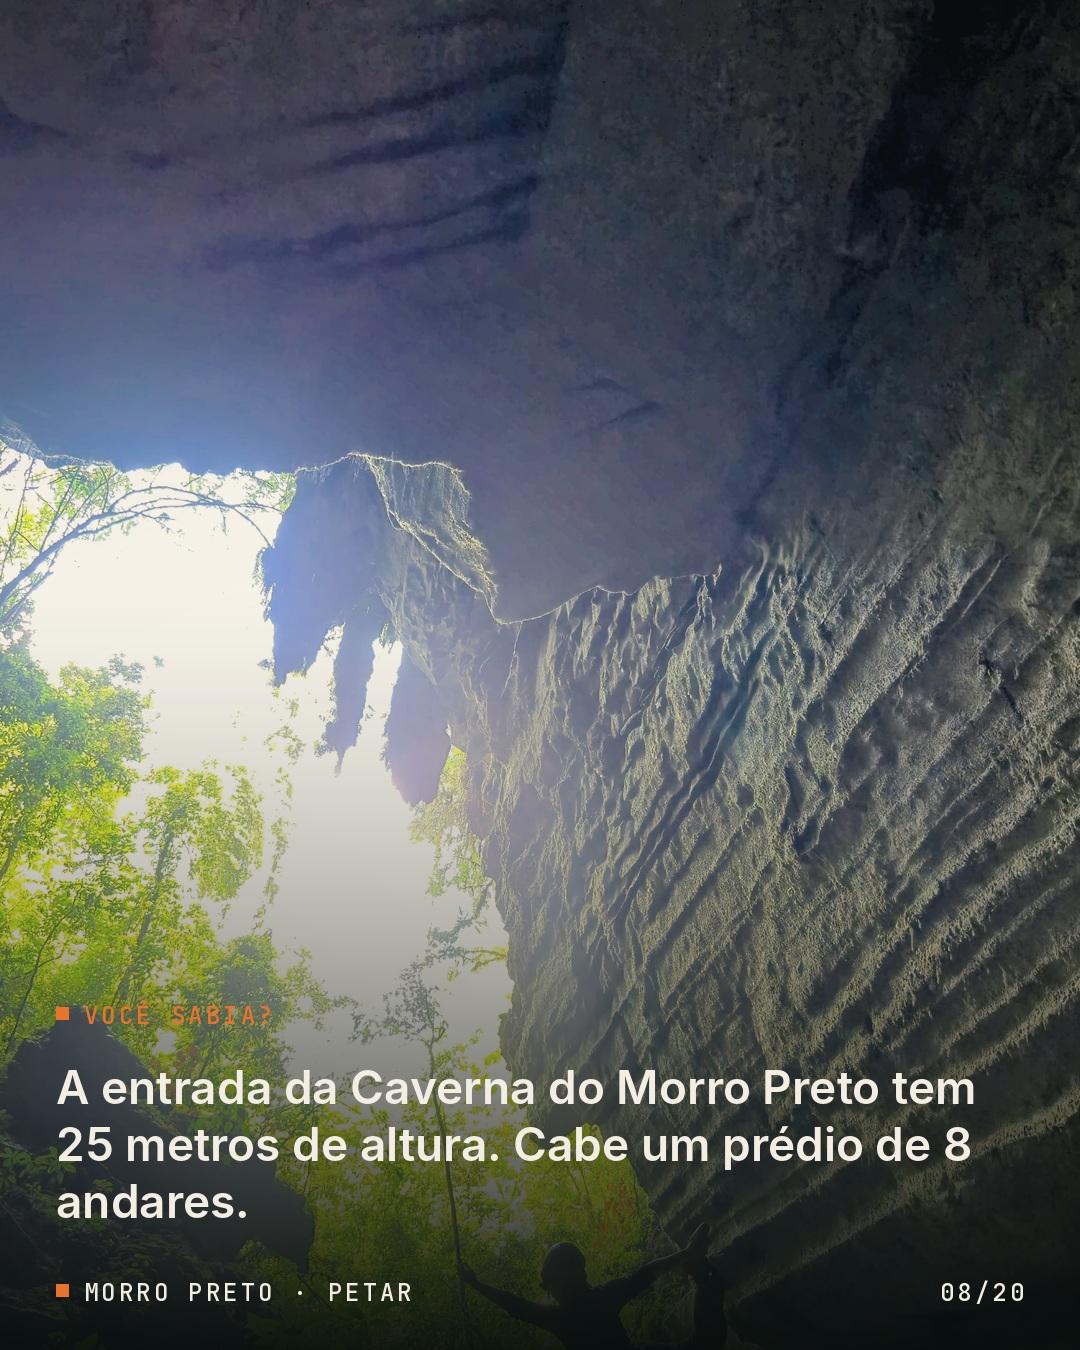 VOCÊ SABIA?
A entrada da Caverna do Morro Preto tem
25 metros de altura. Cabe um prédio de 8
andares.
MORRO PRETO · PETAR
08/20